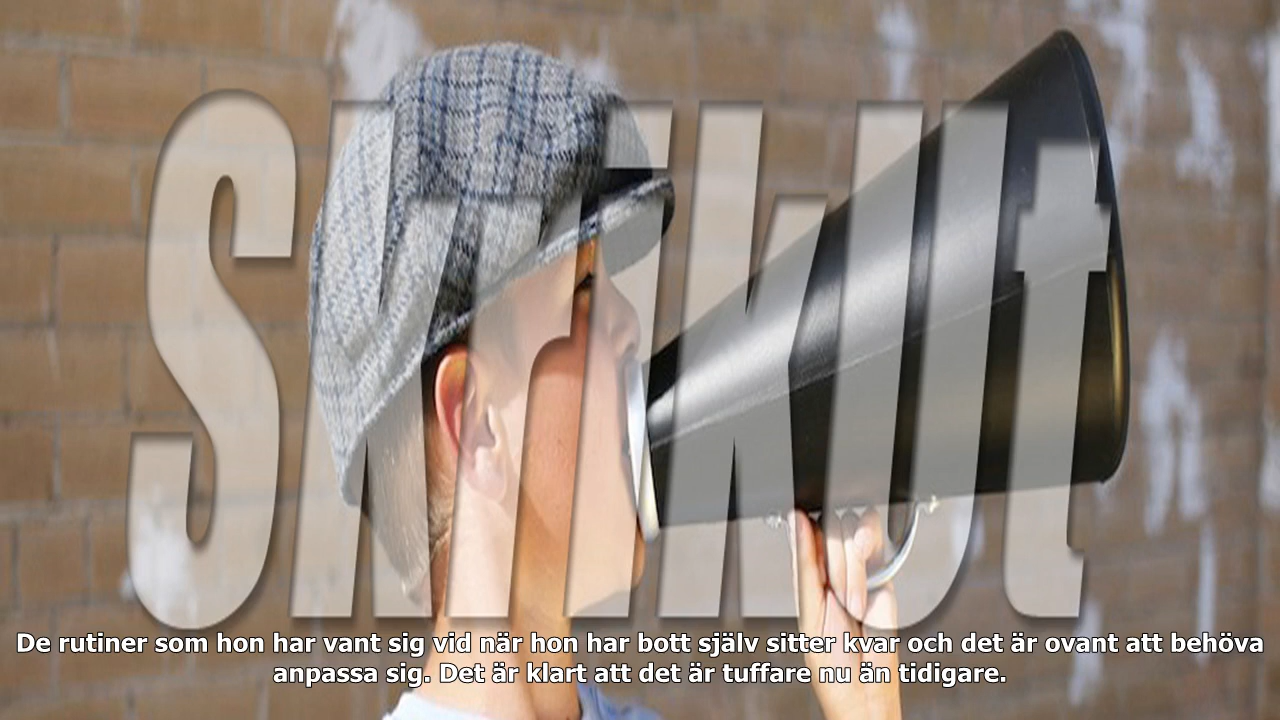 SkrikUt
De rutiner som hon har vant sig vid när hon har bott själv sitter kvar och det är ovant att behöva
anpassa sig. Det är klart att det är tuffare nu än tidigare.